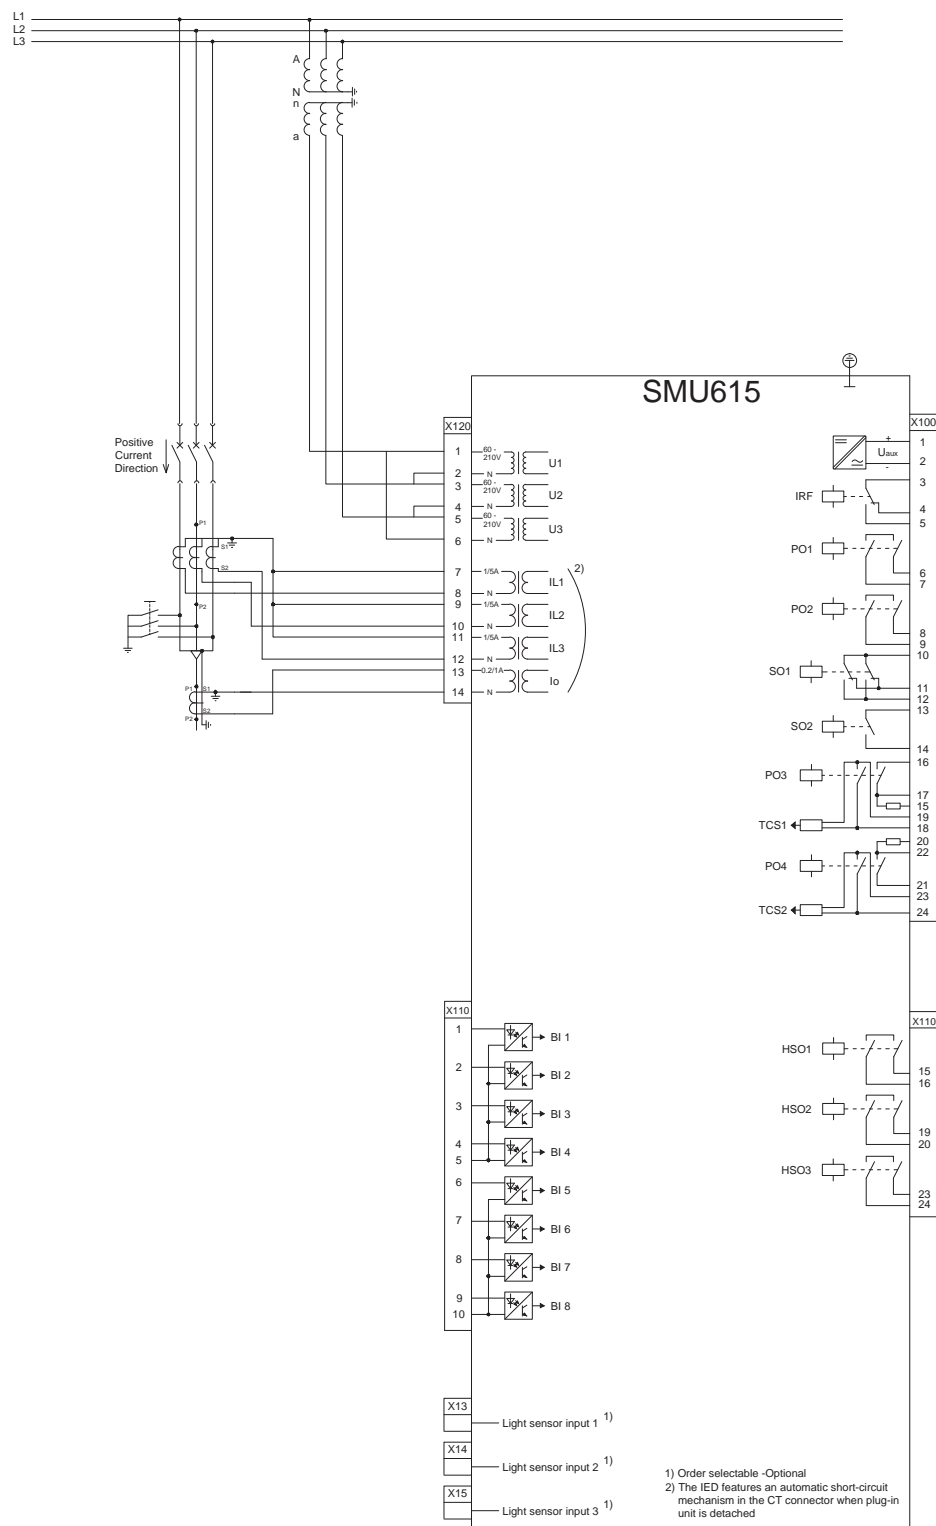 L1
L2
L3
A
N
n
a
SMU615
Positive
Current
Direction
P1
S1
S2
P2
P1 S1
S2
P2
X120
1 60 -
210V
U1
2 N
3 60 -
210V
U2
4 N
5 60 -
210V
U3
6 N
7 1/5A
2)
IL1
8 N
9 1/5A
IL2
10 N
11 1/5A
IL3
12 N
13 0.2/1A
Io
14 N
X100
+
1
Uaux
2
-
3
IRF
4
5
PO1
6
7
PO2
8
9
10
SO1
11
12
13
SO2
14
16
PO3
17
15
19
TCS1
18
20
22
PO4
21
23
TCS2
24
X110
1
BI 1
2
BI 2
3
BI 3
4
BI 4
5
6
BI 5
7
BI 6
8
BI 7
9
BI 8
10
X110
HSO1
15
16
HSO2
19
20
HSO3
23
24
X13
Light sensor input 1 1)
X14
Light sensor input 2 1)
X15
Light sensor input 3 1)
1) Order selectable -Optional
2) The IED features an automatic short-circuit
mechanism in the CT connector when plug-in
unit is detached